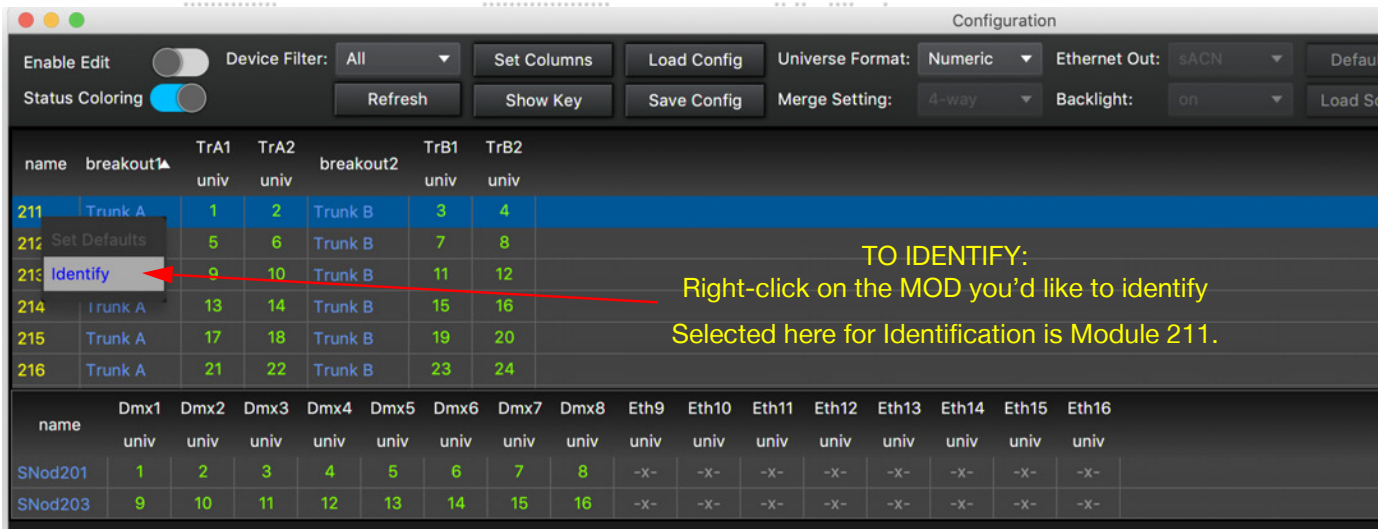 Configuration
Enable Edit Device Filter: All Set Columns Load Config Universe Format: Numeric Ethernet Out: sACN Defau
Status Coloring Refresh Show Key Save Config Merge Setting: 4-way Backlight: on Load Sc
name breakout1 TrA1 TrA2 breakout2 TrB1 TrB2
univ univ univ univ
211 Trunk A 1 2 Trunk B 3 4
212 Set Defaults 5 6 Trunk B 7 8
213 Identify 9 10 Trunk B 11 12
214 Trunk A 13 14 Trunk B 15 16
215 Trunk A 17 18 Trunk B 19 20
216 Trunk A 21 22 Trunk B 23 24
TO IDENTIFY:
Right-click on the MOD you'd like to identify
Selected here for Identification is Module 211.
name Dmx1 Dmx2 Dmx3 Dmx4 Dmx5 Dmx6 Dmx7 Dmx8 Eth9 Eth10 Eth11 Eth12 Eth13 Eth14 Eth15 Eth16
univ univ univ univ univ univ univ univ univ univ univ univ univ univ univ univ
SNod201 1 2 3 4 5 6 7 8 -x- -x- -x- -x- -x- -x- -x- -x-
SNod203 9 10 11 12 13 14 15 16 -x- -x- -x- -x- -x- -x- -x- -x-